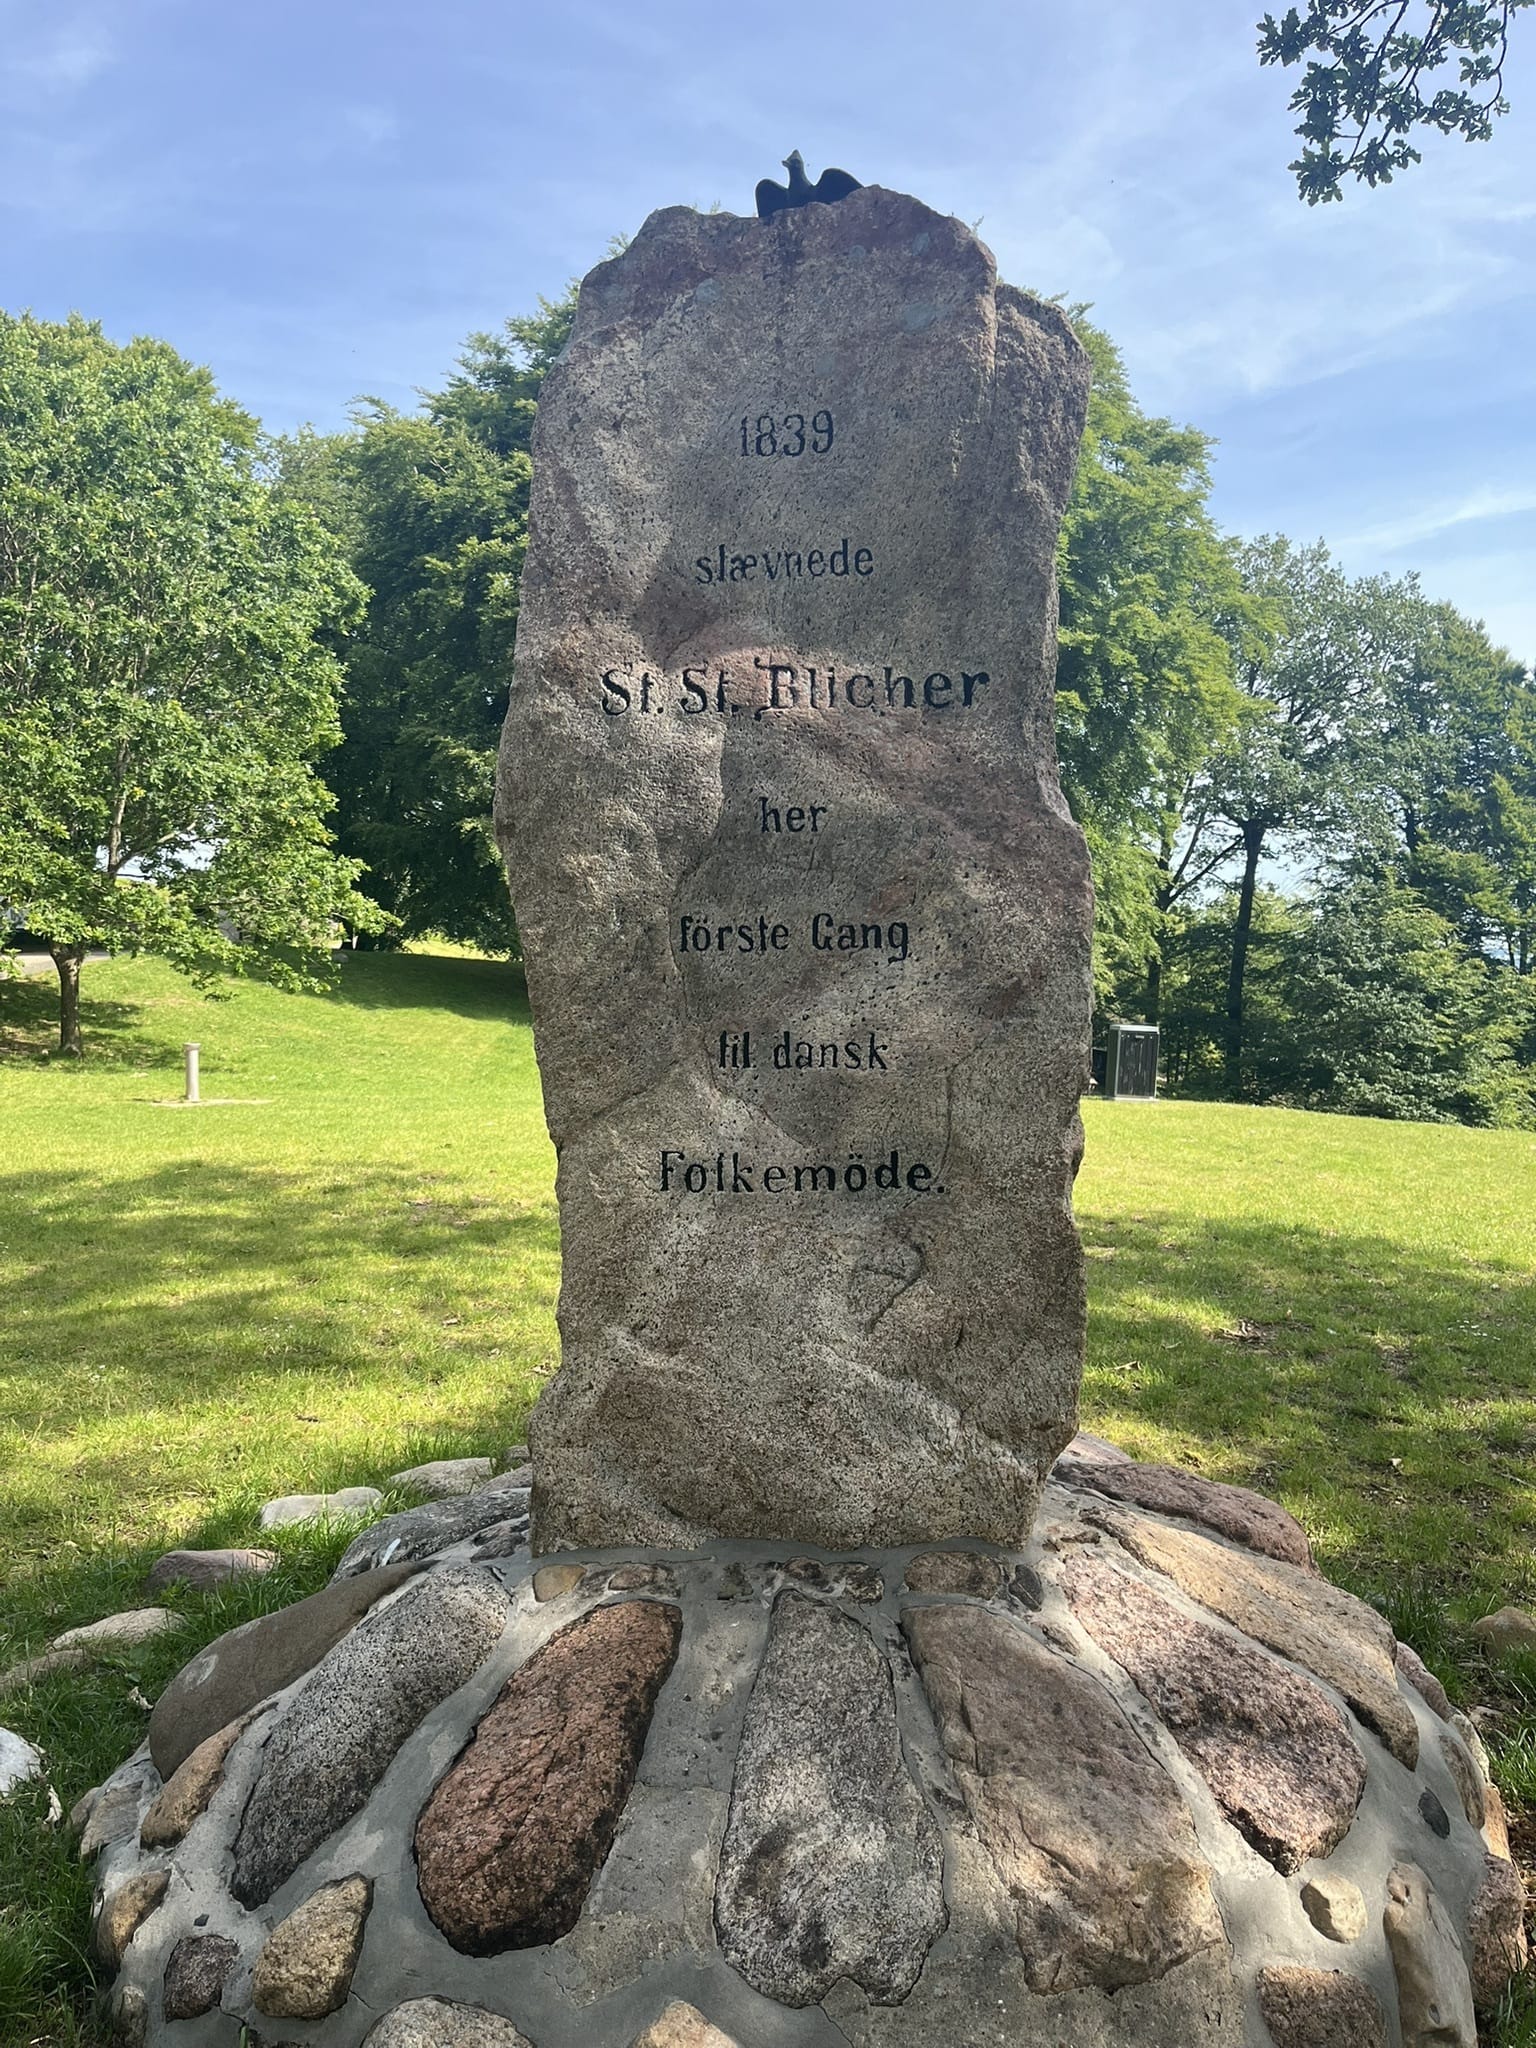 1839
slævnede
St. St. Blicher
her
förste Gang
til dansk
Folkemöde.